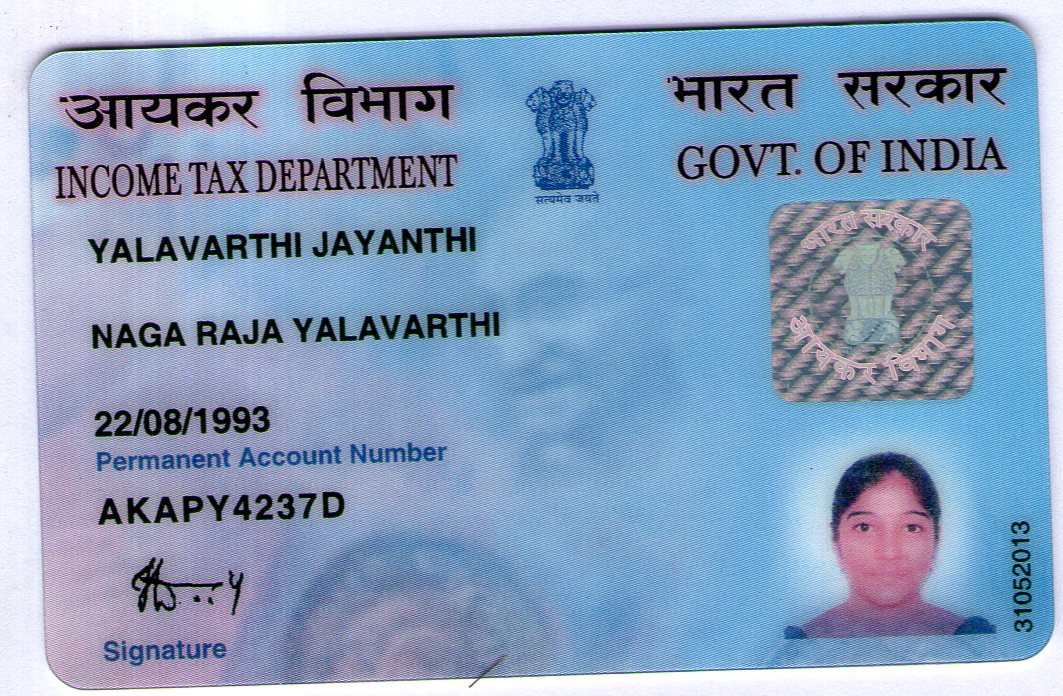 आयकर विभाग
INCOME TAX DEPARTMENT
सत्यमेव जयते
भारत सरकार
GOVT. OF INDIA
YALAVARTHI JAYANTHI
NAGA RAJA YALAVARTHI
22/08/1993
Permanent Account Number
AKAPY4237D
Signature
भारत सरकार
आयकर विभाग
31052013